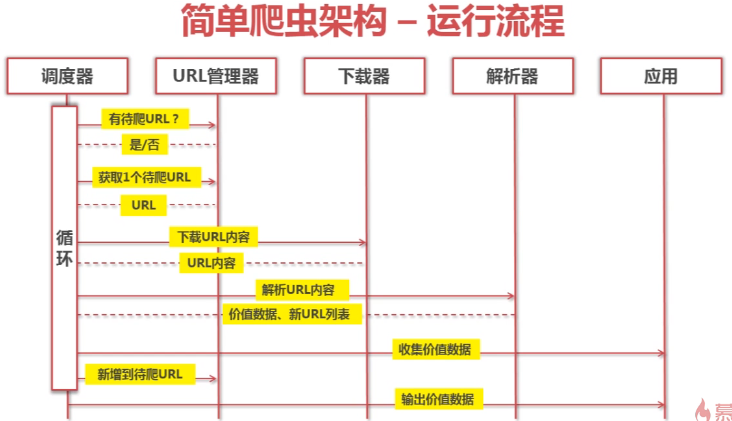 简单爬虫架构 – 运行流程
调度器
URL管理器
下载器
解析器
应用
循环
有待爬URL？
是/否
获取1个待爬URL
URL
下载URL内容
URL内容
解析URL内容
价值数据、新URL列表
收集价值数据
新增到待爬URL
输出价值数据
慕